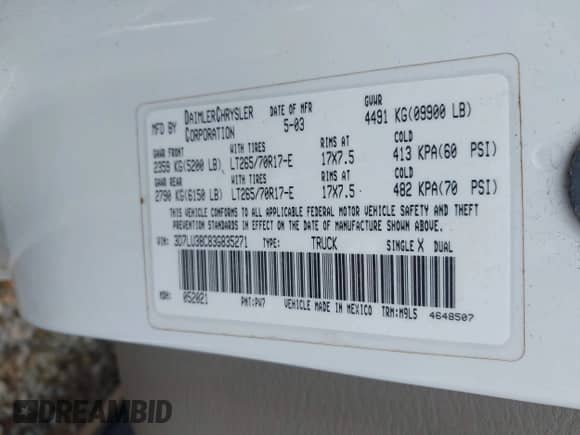 MFD BY DAIMLERCHRYSLER CORPORATION DATE OF MFR 5-03 GVWR 4491 KG(09900 LB)
GAWR FRONT WITH TIRES RIMS AT COLD
2359 KG(5200 LB) LT265/70R17-E 17X7.5 413 KPA(60 PSI)
GAWR REAR WITH TIRES RIMS AT COLD
2790 KG(6150 LB) LT265/70R17-E 17X7.5 482 KPA(70 PSI)
THIS VEHICLE CONFORMS TO ALL APPLICABLE FEDERAL MOTOR VEHICLE SAFETY AND THEFT
PREVENTION STANDARDS IN EFFECT ON THE DATE OF MANUFACTURE SHOWN ABOVE.
VIN: 3D7LU38C83G835271 TYPE: TRUCK SINGLE X DUAL
MDH: 052021 PNT:PW7 VEHICLE MADE IN MEXICO TRM:M9L5 4648507
DREAMBID